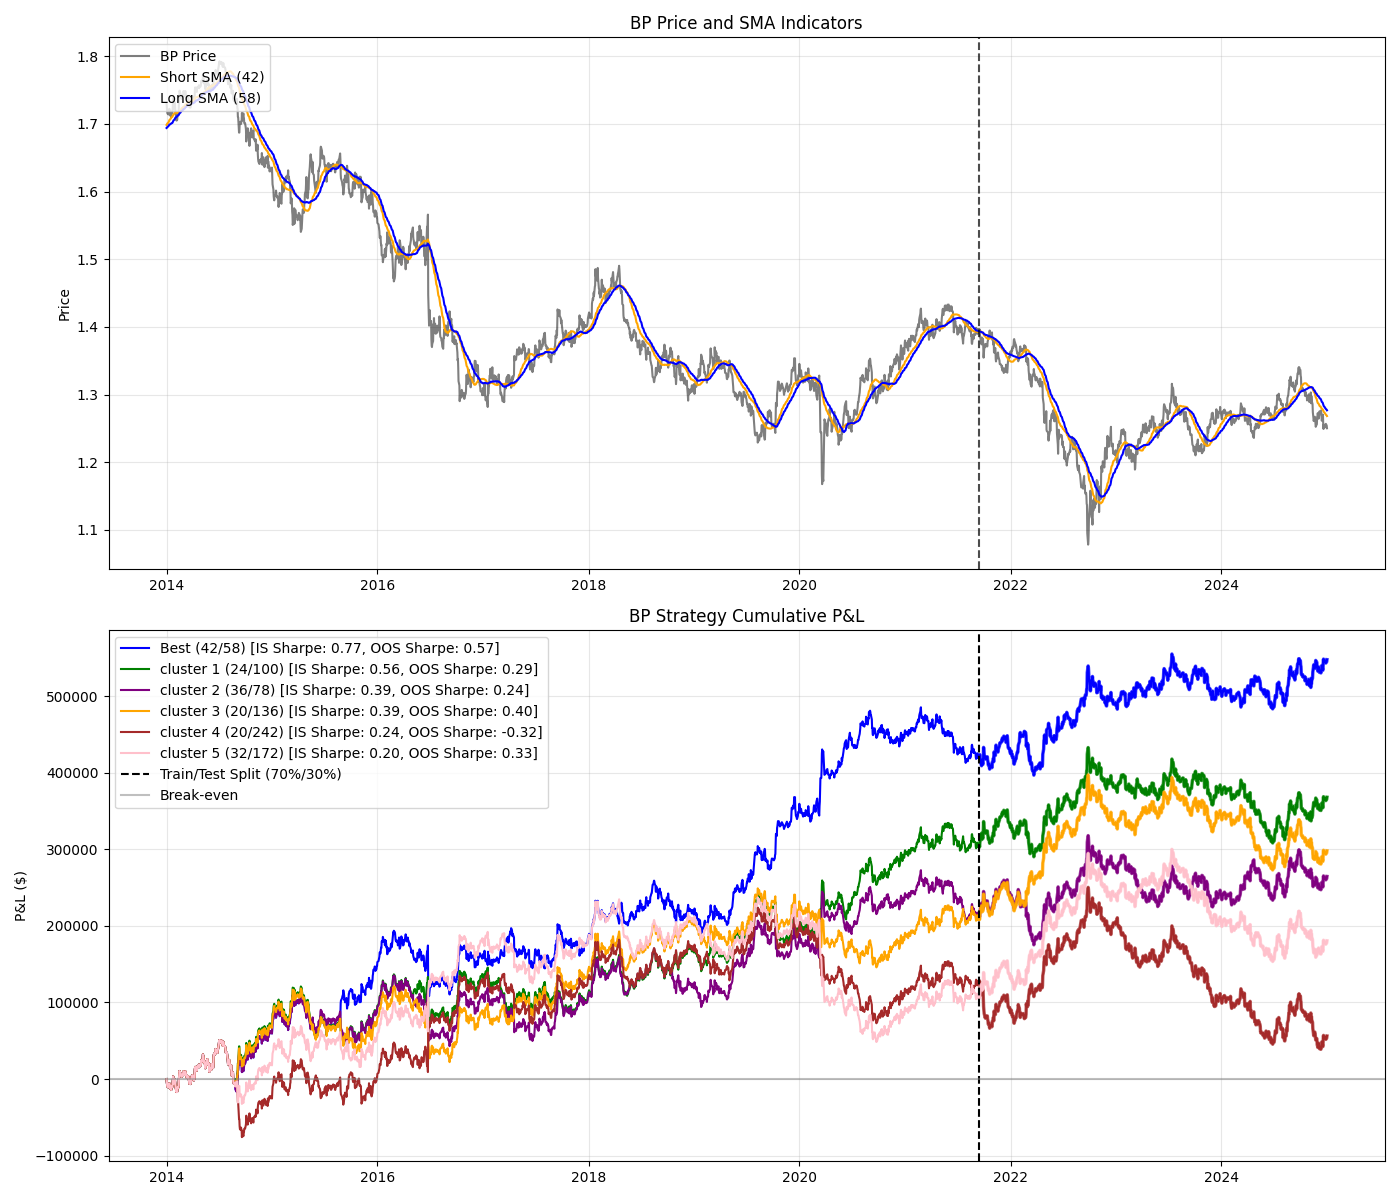 BP Price and SMA Indicators
BP Price
Short SMA (42)
Long SMA (58)
Price
1.8
1.7
1.6
1.5
1.4
1.3
1.2
1.1
2014 2016 2018 2020 2022 2024
BP Strategy Cumulative P&L
Best (42/58) [IS Sharpe: 0.77, OOS Sharpe: 0.57]
cluster 1 (24/100) [IS Sharpe: 0.56, OOS Sharpe: 0.29]
cluster 2 (36/78) [IS Sharpe: 0.39, OOS Sharpe: 0.24]
cluster 3 (20/136) [IS Sharpe: 0.39, OOS Sharpe: 0.40]
cluster 4 (20/242) [IS Sharpe: 0.24, OOS Sharpe: -0.32]
cluster 5 (32/172) [IS Sharpe: 0.20, OOS Sharpe: 0.33]
Train/Test Split (70%/30%)
Break-even
P&L ($)
500000
400000
300000
200000
100000
0
−100000
2014 2016 2018 2020 2022 2024